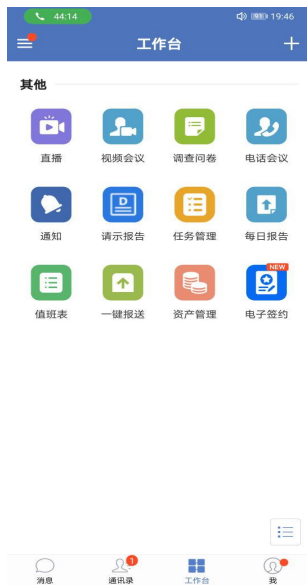 44:14
19:46
工作台
其他
直播 视频会议 调查问卷 电话会议
D
通知 请示报告 任务管理 每日报告
NEW
值班表 一键报送 资产管理 电子签约
1
消息 通讯录 工作台 我